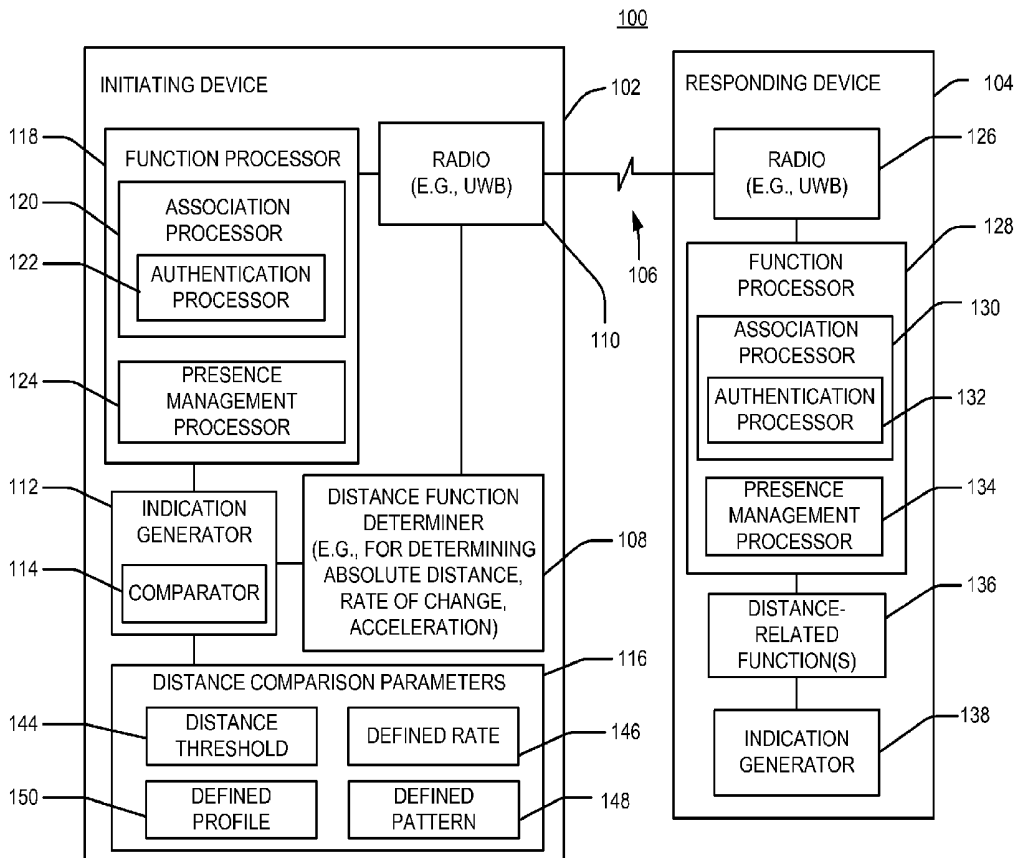 100
INITIATING DEVICE
102
118
FUNCTION PROCESSOR
120
ASSOCIATION
PROCESSOR
122
AUTHENTICATION
PROCESSOR
124
PRESENCE
MANAGEMENT
PROCESSOR
RADIO
(E.G., UWB)
110
106
112
INDICATION
GENERATOR
114
COMPARATOR
DISTANCE FUNCTION
DETERMINER
(E.G., FOR DETERMINING
ABSOLUTE DISTANCE,
RATE OF CHANGE,
ACCELERATION)
108
116
DISTANCE COMPARISON PARAMETERS
144
DISTANCE
THRESHOLD
DEFINED RATE
146
150
DEFINED
PROFILE
DEFINED
PATTERN
148
RESPONDING DEVICE
104
RADIO
(E.G., UWB)
126
128
FUNCTION
PROCESSOR
130
ASSOCIATION
PROCESSOR
AUTHENTICATION
PROCESSOR
132
PRESENCE
MANAGEMENT
PROCESSOR
134
DISTANCE-
RELATED
FUNCTION(S)
136
INDICATION
GENERATOR
138